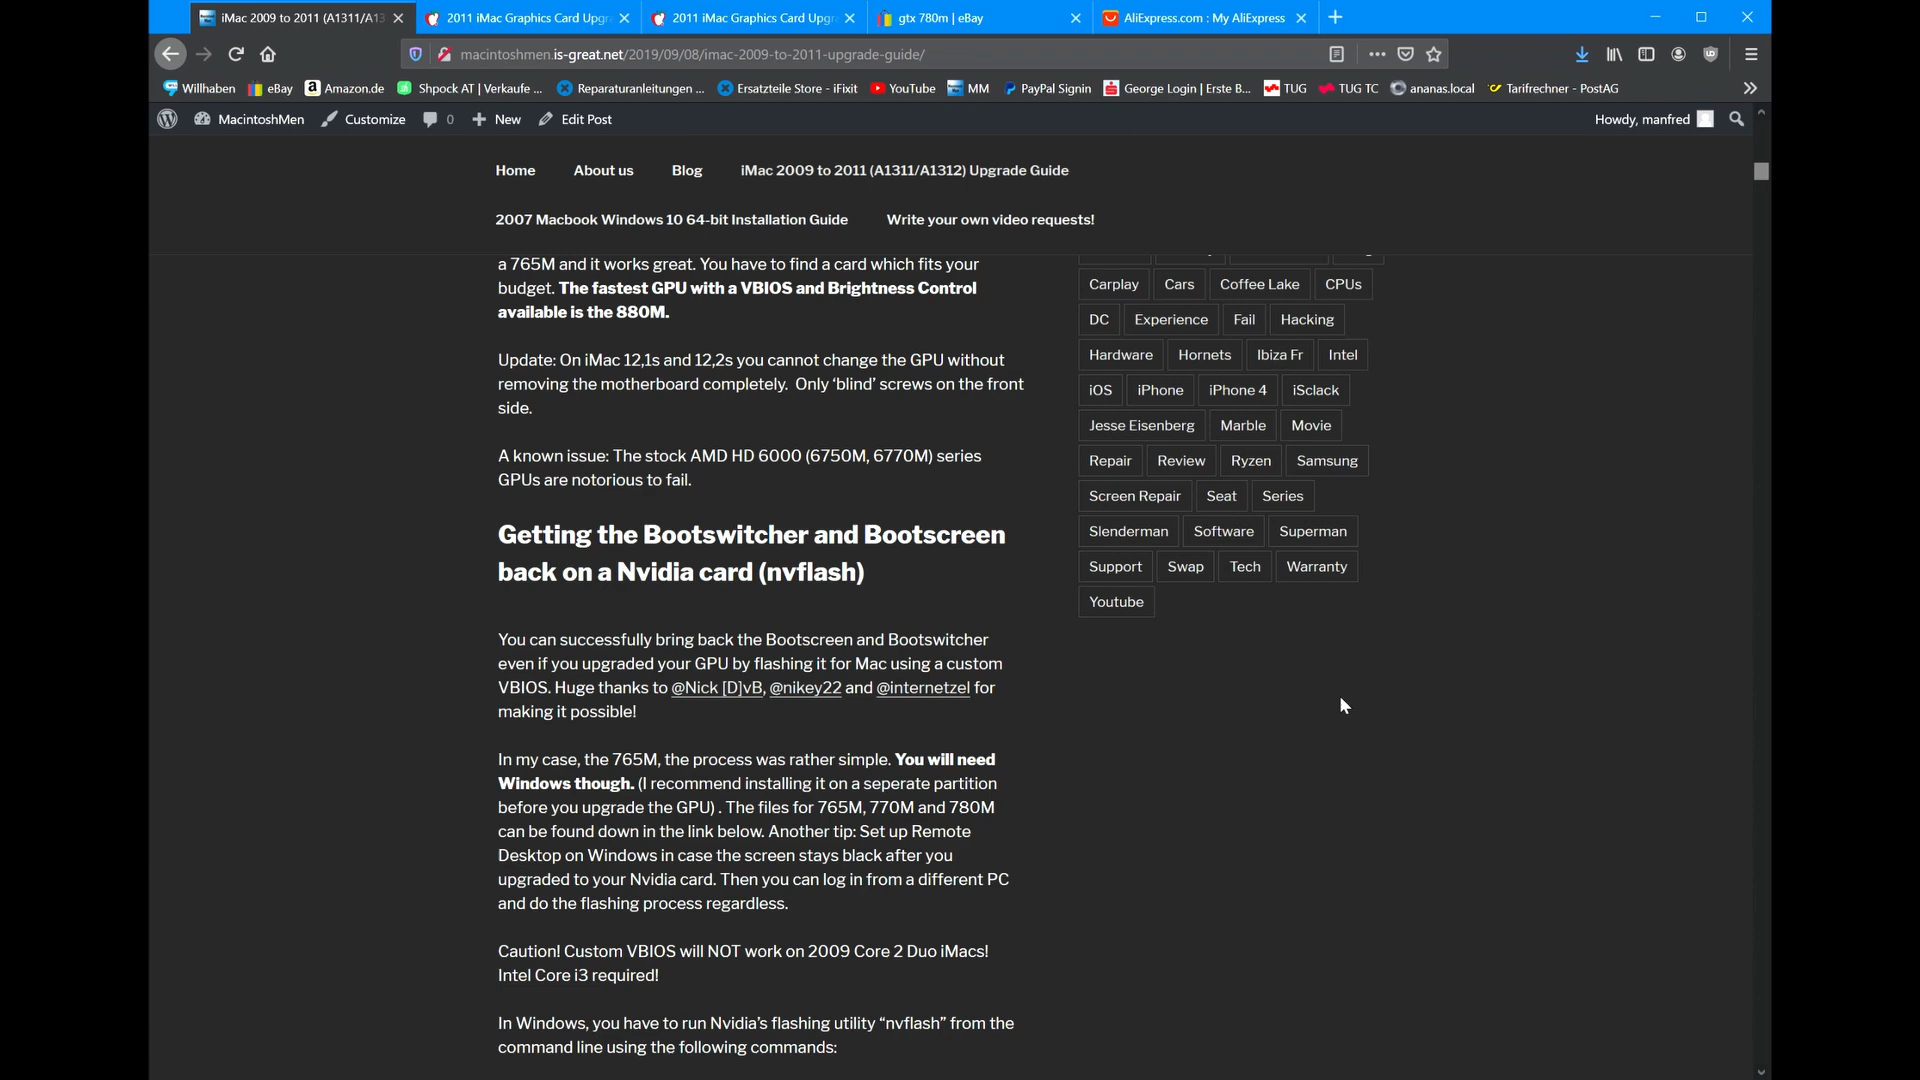 iMac 2009 to 2011 (A1311/A13
2011 iMac Graphics Card Upgr
2011 iMac Graphics Card Upgr
gtx 780m | eBay
AliExpress.com : My AliExpress
macintoshmen.is-great.net/2019/09/08/imac-2009-to-2011-upgrade-guide/
Willhaben
eBay
Amazon.de
Shpock AT | Verkaufe ...
Reparaturanleitungen ...
Ersatzteile Store - iFixit
YouTube
MM
PayPal Signin
George Login | Erste B...
TUG
TUG TC
ananas.local
Tarifrechner - PostAG
MacintoshMen
Customize
0
New
Edit Post
Howdy, manfred
Home
About us
Blog
iMac 2009 to 2011 (A1311/A1312) Upgrade Guide
2007 Macbook Windows 10 64-bit Installation Guide
Write your own video requests!
a 765M and it works great. You have to find a card which fits your
budget. The fastest GPU with a VBIOS and Brightness Control
available is the 880M.
Update: On iMac 12,1s and 12,2s you cannot change the GPU without
removing the motherboard completely.  Only ‘blind’ screws on the front
side.
A known issue: The stock AMD HD 6000 (6750M, 6770M) series
GPUs are notorious to fail.
Getting the Bootswitcher and Bootscreen
back on a Nvidia card (nvflash)
You can successfully bring back the Bootscreen and Bootswitcher
even if you upgraded your GPU by flashing it for Mac using a custom
VBIOS. Huge thanks to @Nick [D]vB, @nikey22 and @internetzel for
making it possible!
In my case, the 765M, the process was rather simple. You will need
Windows though. (I recommend installing it on a seperate partition
before you upgrade the GPU) . The files for 765M, 770M and 780M
can be found down in the link below. Another tip: Set up Remote
Desktop on Windows in case the screen stays black after you
upgraded to your Nvidia card. Then you can log in from a different PC
and do the flashing process regardless.
Caution! Custom VBIOS will NOT work on 2009 Core 2 Duo iMacs!
Intel Core i3 required!
In Windows, you have to run Nvidia’s flashing utility “nvflash” from the
command line using the following commands:
Carplay Cars Coffee Lake CPUs
DC Experience Fail Hacking
Hardware Hornets Ibiza Fr Intel
iOS iPhone iPhone 4 iSclack
Jesse Eisenberg Marble Movie
Repair Review Ryzen Samsung
Screen Repair Seat Series
Slenderman Software Superman
Support Swap Tech Warranty
Youtube